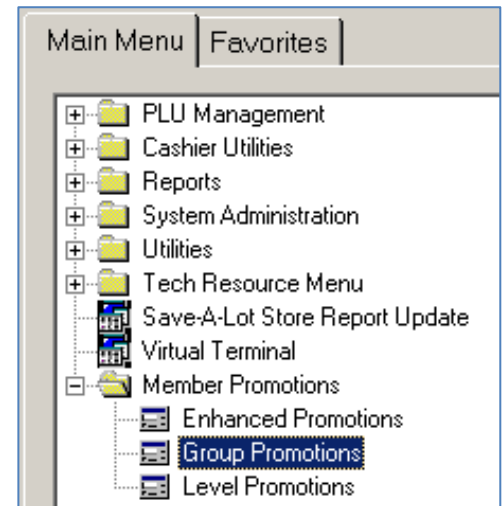 Main Menu Favorites
PLU Management
Cashier Utilities
Reports
System Administration
Utilities
Tech Resource Menu
Save-A-Lot Store Report Update
Virtual Terminal
Member Promotions
Enhanced Promotions
Group Promotions
Level Promotions